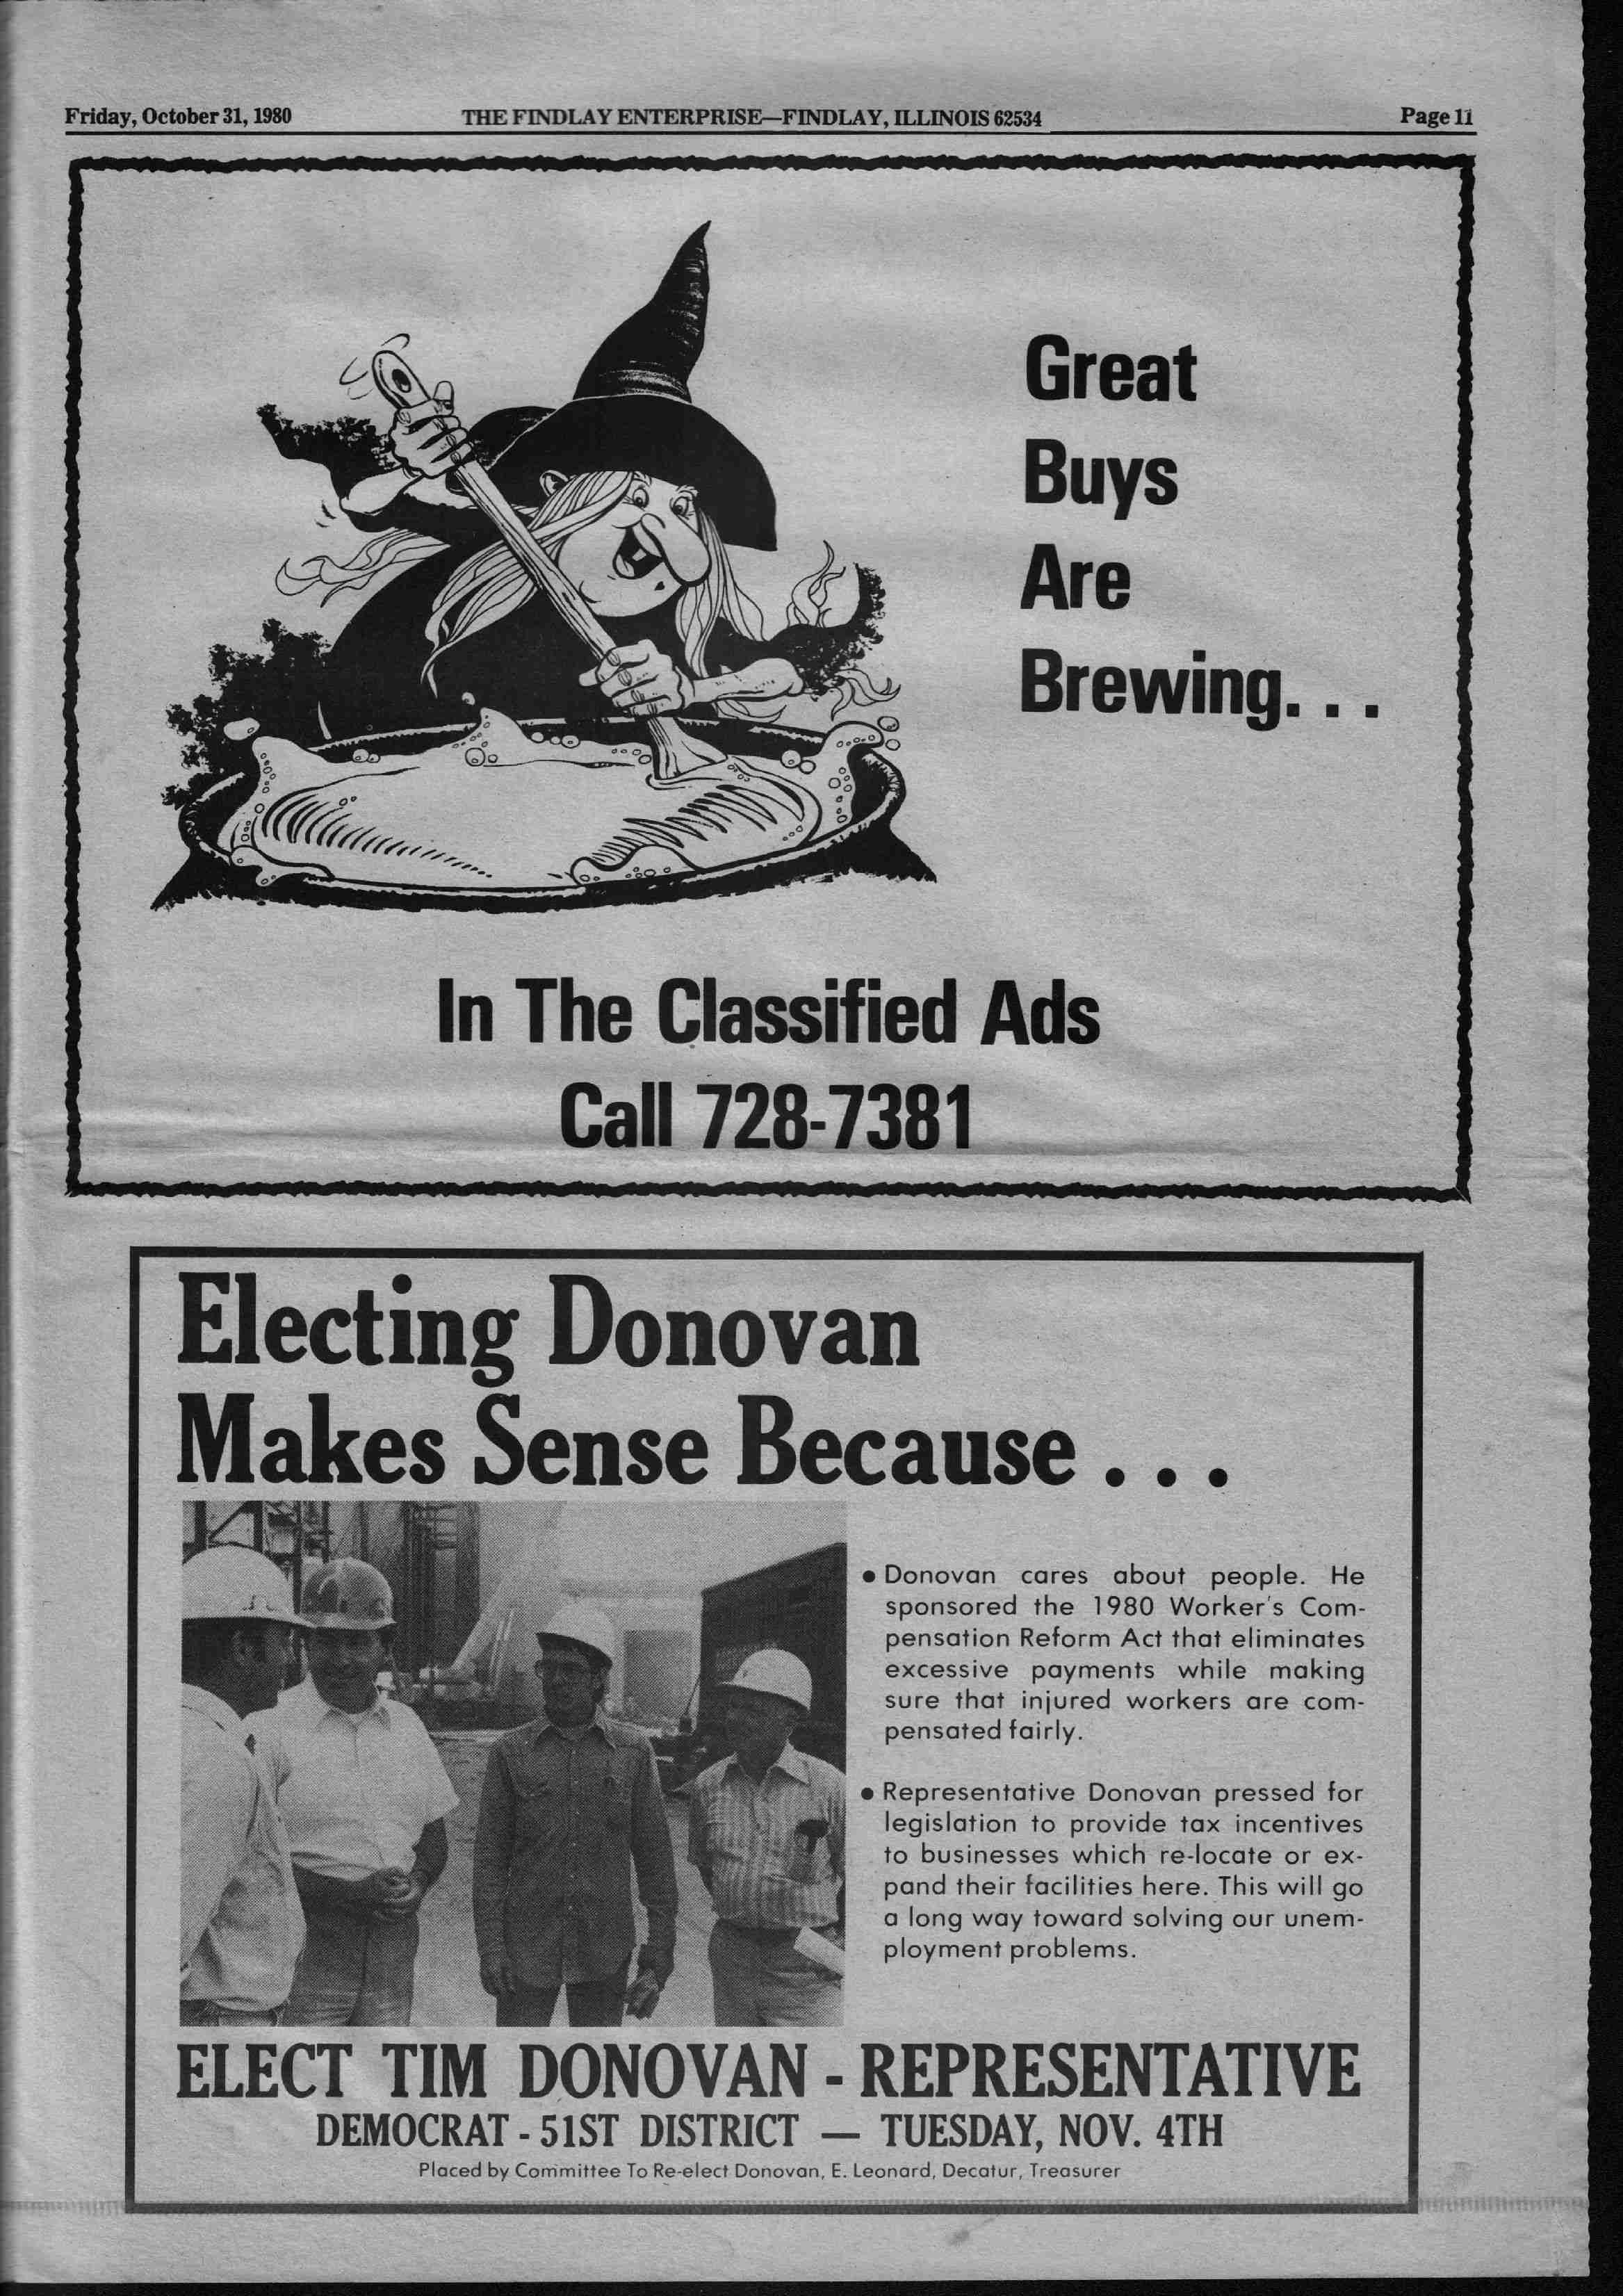 Friday, October 31, 1980 THE FINDLAY ENTERPRISE—FINDLAY, ILLINOIS 62534 Page 11
Great
Buys
Are
Brewing. . .
In The Classified Ads
Call 728-7381
Electing Donovan
Makes Sense Because . . .
• Donovan cares about people. He
sponsored the 1980 Worker's Com-
pensation Reform Act that eliminates
excessive payments while making
sure that injured workers are com-
pensated fairly.
• Representative Donovan pressed for
legislation to provide tax incentives
to businesses which re-locate or ex-
pand their facilities here. This will go
a long way toward solving our unem-
ployment problems.
ELECT TIM DONOVAN - REPRESENTATIVE
DEMOCRAT - 51ST DISTRICT — TUESDAY, NOV. 4TH
Placed by Committee To Re-elect Donovan, E. Leonard, Decatur, Treasurer